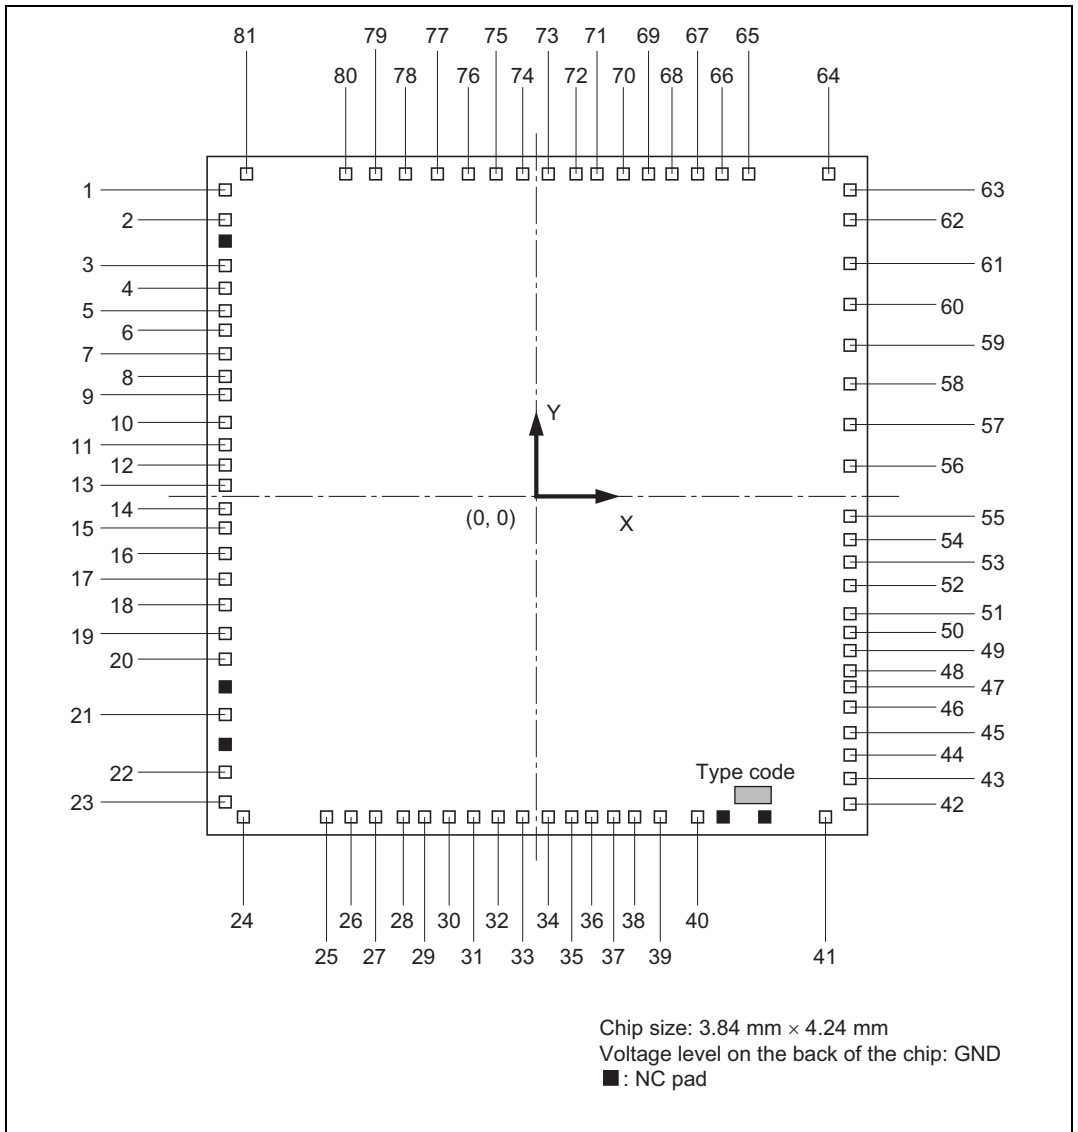 81 79 77 75 73 71 69 67 65
80 78 76 74 72 70 68 66 64
1 63
2 62
3 61
4
5 60
6
7 59
8 58
9
10 57
11
12 56
13
14
15 55
16 54
17 53
18 52
19 51
20 50
49
48
47
21 46
45
44
22 43
23 42
Y
(0, 0) X
Type code
24 26 28 30 32 34 36 38 40 41
25 27 29 31 33 35 37 39
Chip size: 3.84 mm × 4.24 mm
Voltage level on the back of the chip: GND
■ : NC pad